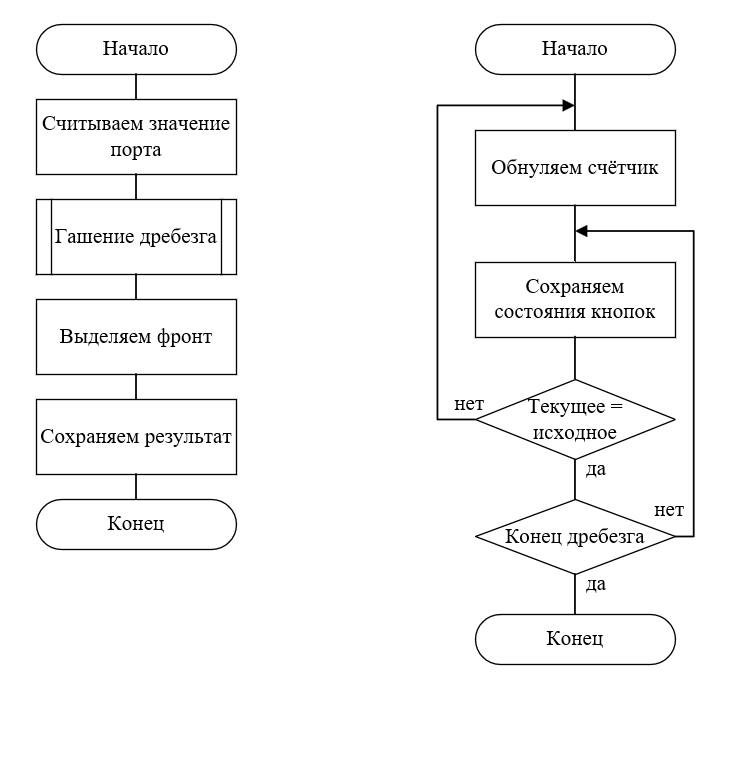 Начало
Считываем значение
порта
Гашение дребезга
Выделяем фронт
Сохраняем результат
Конец
Начало
Обнуляем счётчик
Сохраняем
состояния кнопок
нет
Текущее =
исходное
да
нет
Конец дребезга
да
Конец